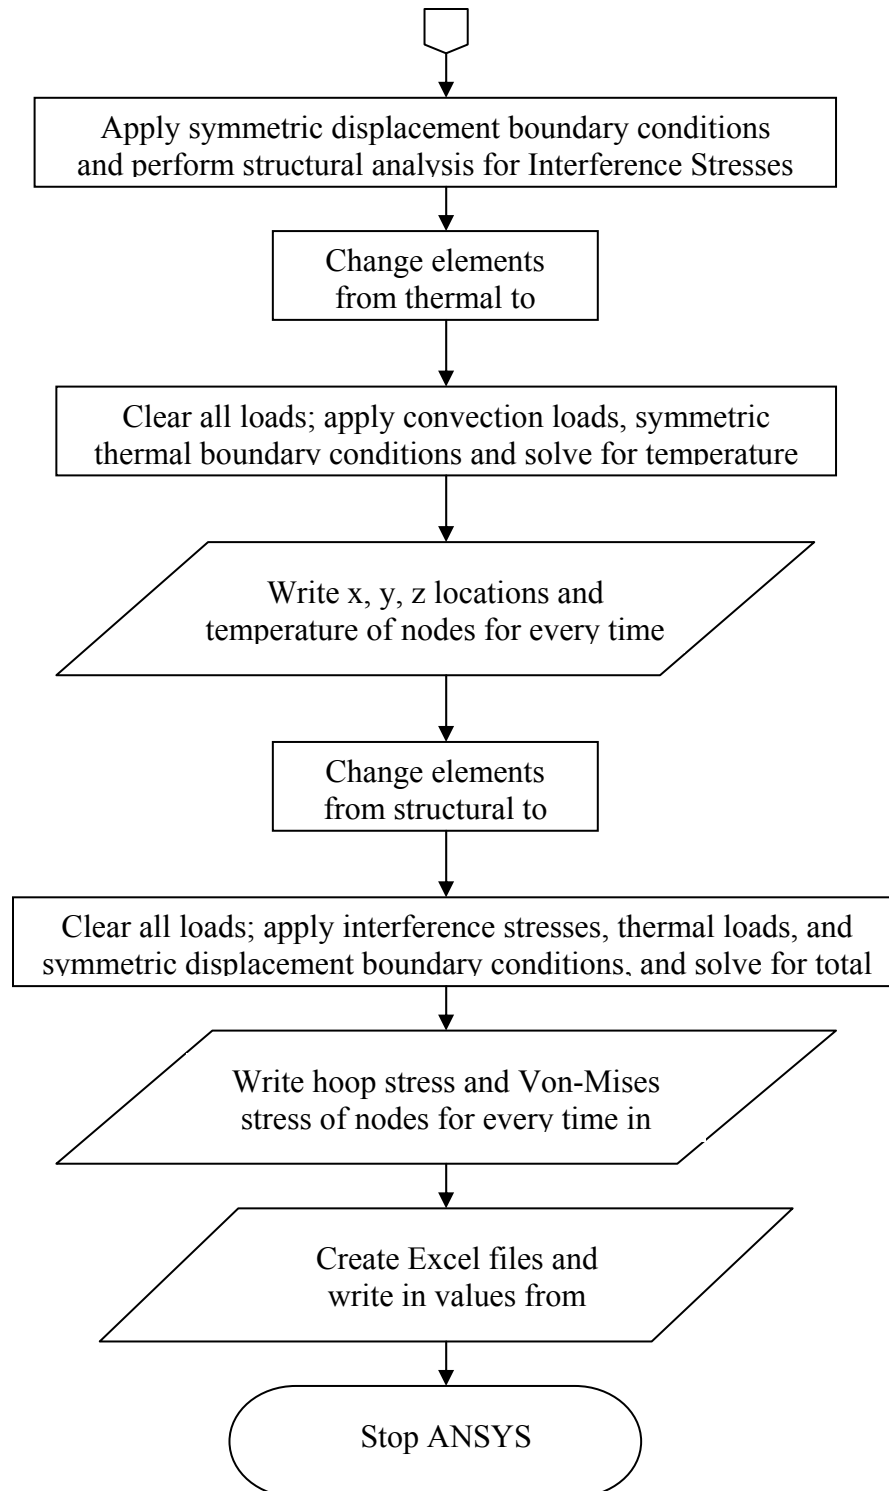 Apply symmetric displacement boundary conditions
and perform structural analysis for Interference Stresses
Change elements
from thermal to
Clear all loads; apply convection loads, symmetric
thermal boundary conditions and solve for temperature
Write x, y, z locations and
temperature of nodes for every time
Change elements
from structural to
Clear all loads; apply interference stresses, thermal loads, and
symmetric displacement boundary conditions, and solve for total
Write hoop stress and Von-Mises
stress of nodes for every time in
Create Excel files and
write in values from
Stop ANSYS